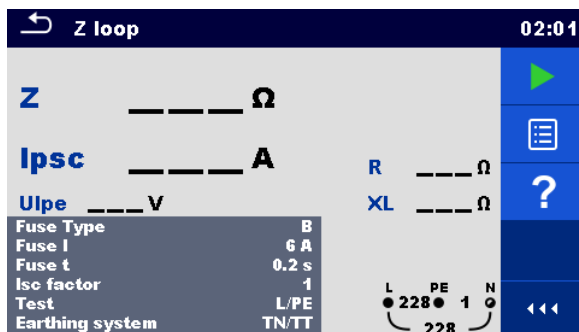 Z loop 02:01
Z ___ Ω
Ipsc ___ A
R ___ Ω
Ulpe ___ V
XL ___ Ω
?
Fuse Type B
Fuse I 6 A
Fuse t 0.2 s
Isc factor 1
Test L/PE
Earthing system TN/TT
L PE N
228 1
228